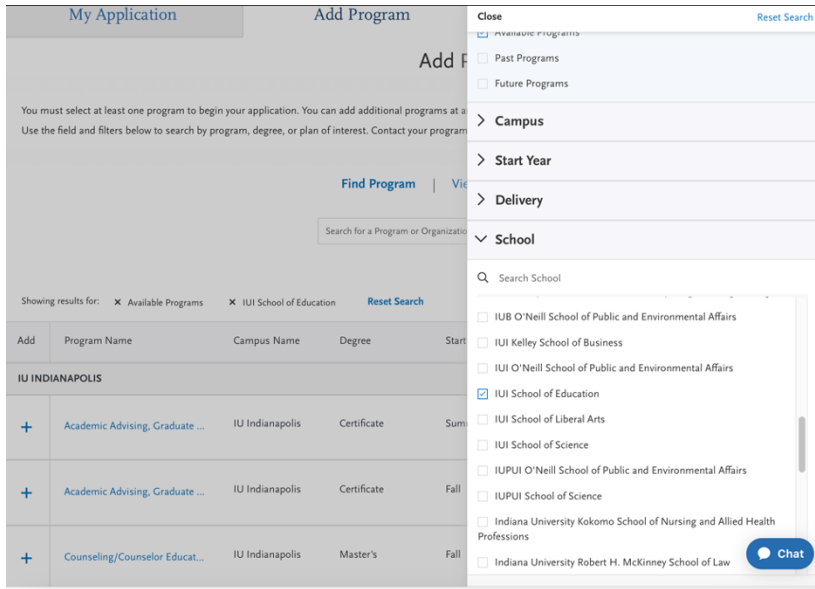 My Application
Add Program
Close
Reset Search
Available Programs
Past Programs
Future Programs
Add P
You must select at least one program to begin your application. You can add additional programs at a
Use the field and filters below to search by program, degree, or plan of interest. Contact your program
Campus
Start Year
Find Program | Vie
Delivery
Search for a Program or Organizatio
School
Search School
Showing results for: × Available Programs × IUI School of Education Reset Search
IUB O'Neill School of Public and Environmental Affairs
Add Program Name Campus Name Degree Start
IUI Kelley School of Business
IUI O'Neill School of Public and Environmental Affairs
IU INDIANAPOLIS
IUI School of Education
IUI School of Liberal Arts
+ Academic Advising, Graduate ... IU Indianapolis Certificate Sum
IUI School of Science
IUPUI O'Neill School of Public and Environmental Affairs
+ Academic Advising, Graduate ... IU Indianapolis Certificate Fall
IUPUI School of Science
Indiana University Kokomo School of Nursing and Allied Health
Professions
+ Counseling/Counselor Educat... IU Indianapolis Master's Fall
Indiana University Robert H. McKinney School of Law
Chat